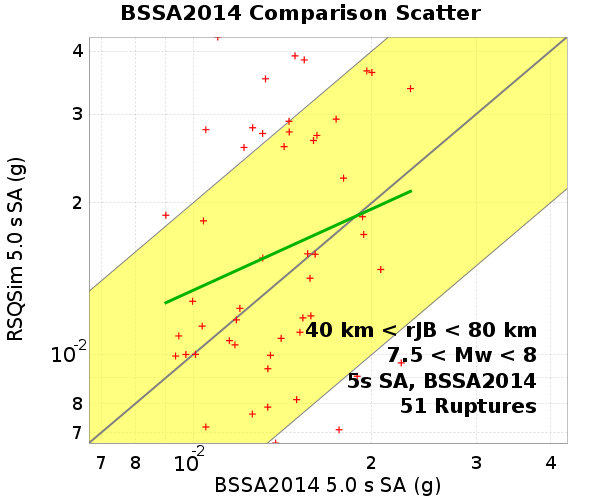 BSSA2014 Comparison Scatter
RSQSim 5.0 s SA (g)
4
3
2
10-2
8
7
40 km < rJB < 80 km
7.5 < Mw < 8
5s SA, BSSA2014
51 Ruptures
7 8 10-2 2 3 4
BSSA2014 5.0 s SA (g)